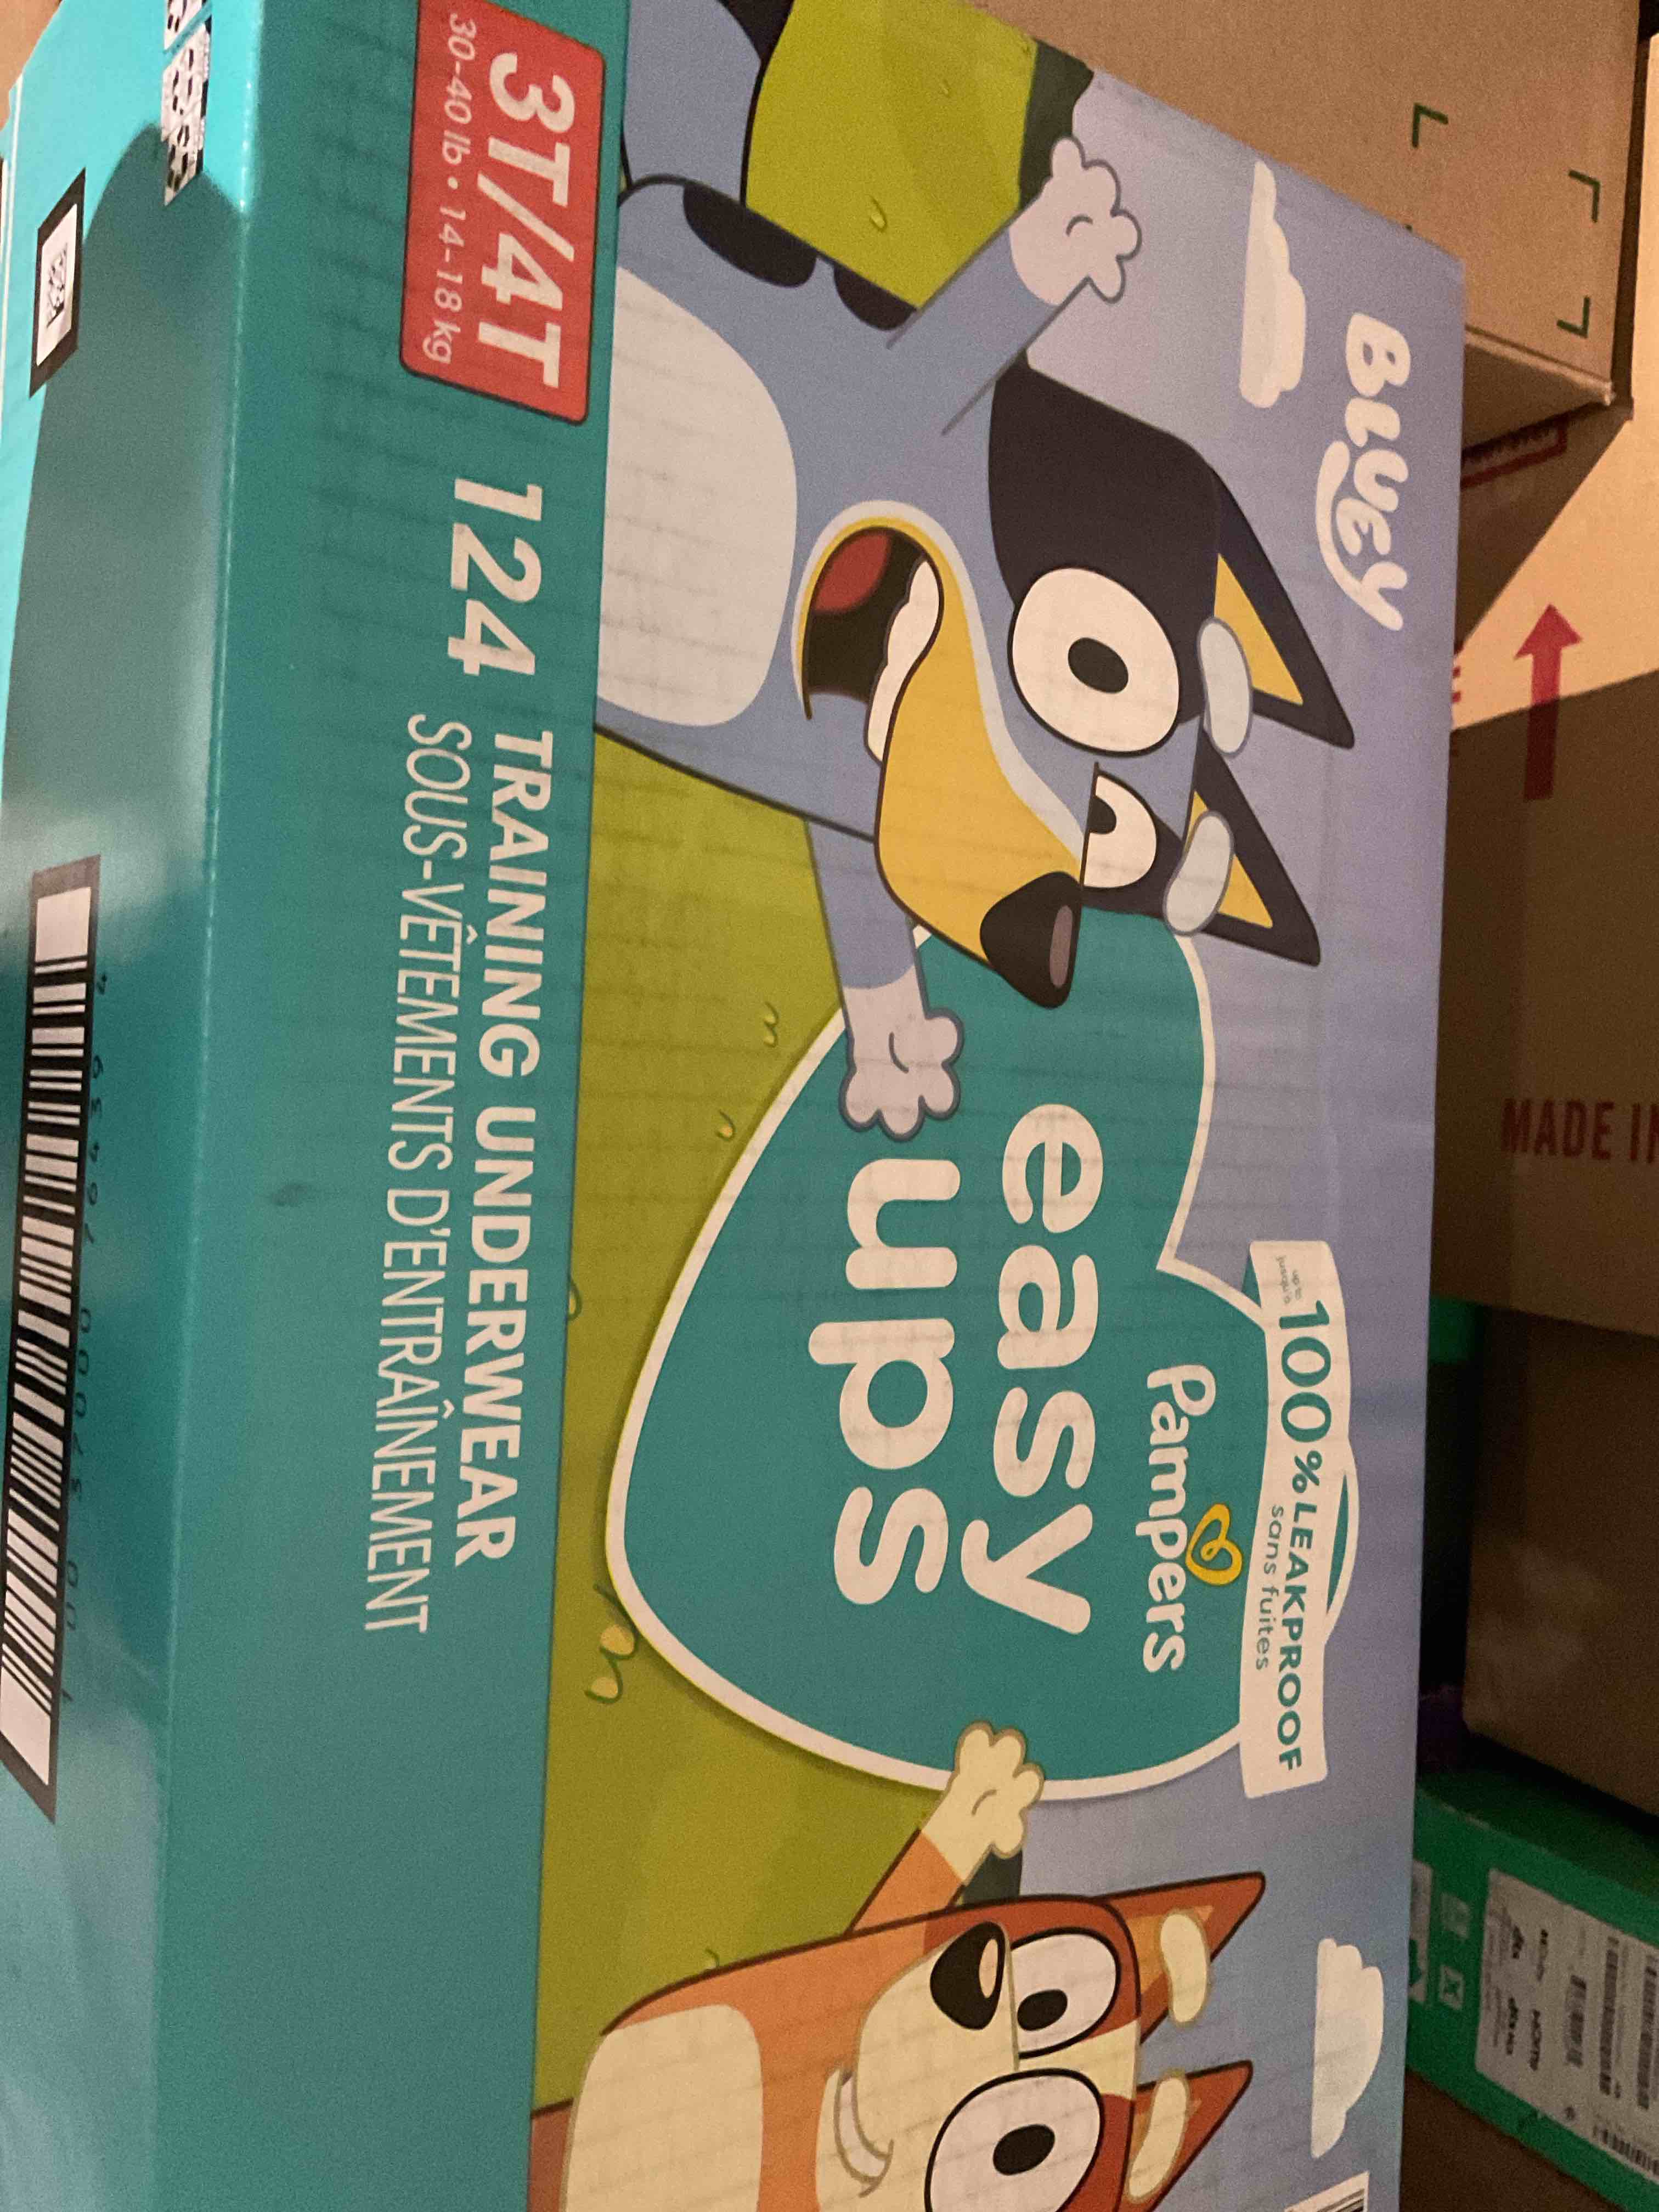 BLUEY
up to
jusqu'à
100% LEAKPROOF
sans fuites
Pampers
easy
ups
3T/4T
30-40 lb • 14-18 kg
124
TRAINING UNDERWEAR
SOUS-VÊTEMENTS D'ENTRAÎNEMENT
MADE IN